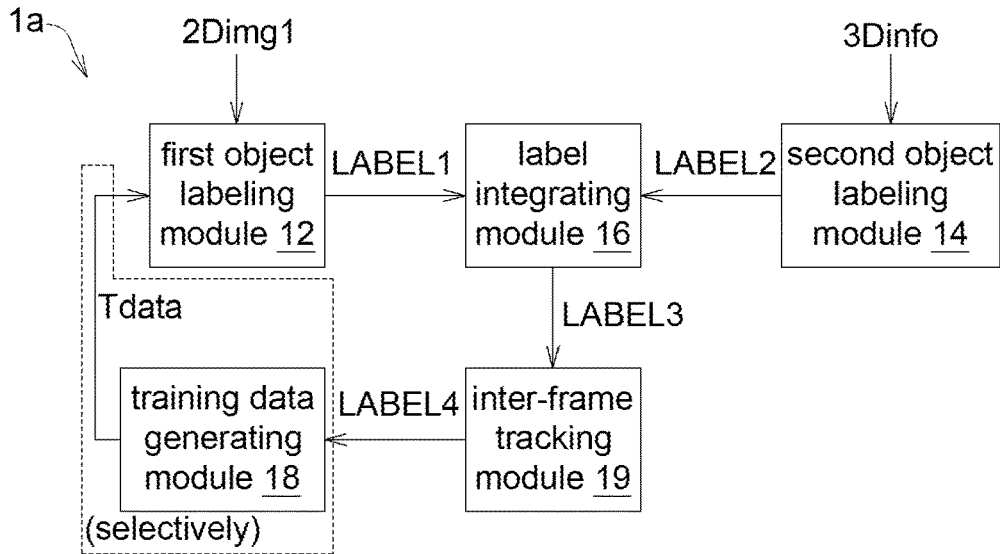 1a
2Dimg1
3Dinfo
first object
labeling
module 12
LABEL1
label
integrating
module 16
LABEL2
second object
labeling
module 14
Tdata
LABEL3
training data
generating
module 18
LABEL4
inter-frame
tracking
module 19
(selectively)